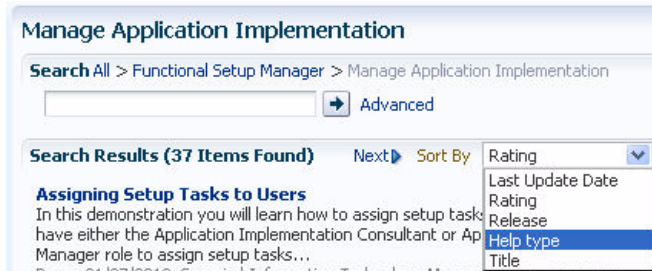 Manage Application Implementation
Search All > Functional Setup Manager > Manage Application Implementation
Advanced
Search Results (37 Items Found) Next Sort By Rating
Last Update Date
Rating
Release
Help type
Title
Assigning Setup Tasks to Users
In this demonstration you will learn how to assign setup task
have either the Application Implementation Consultant or Ap
Manager role to assign setup tasks...